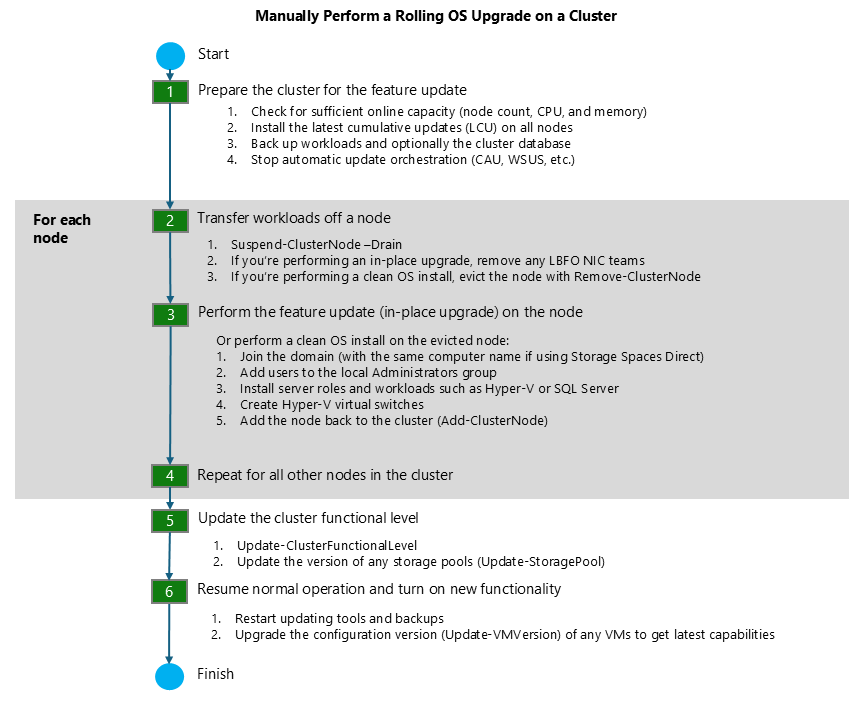 Manually Perform a Rolling OS Upgrade on a Cluster
Start
1 Prepare the cluster for the feature update
1. Check for sufficient online capacity (node count, CPU, and memory)
2. Install the latest cumulative updates (LCU) on all nodes
3. Back up workloads and optionally the cluster database
4. Stop automatic update orchestration (CAU, WSUS, etc.)
For each
node
2 Transfer workloads off a node
1. Suspend-ClusterNode –Drain
2. If you're performing an in-place upgrade, remove any LBFO NIC teams
3. If you're performing a clean OS install, evict the node with Remove-ClusterNode
3 Perform the feature update (in-place upgrade) on the node
Or perform a clean OS install on the evicted node:
1. Join the domain (with the same computer name if using Storage Spaces Direct)
2. Add users to the local Administrators group
3. Install server roles and workloads such as Hyper-V or SQL Server
4. Create Hyper-V virtual switches
5. Add the node back to the cluster (Add-ClusterNode)
4 Repeat for all other nodes in the cluster
5 Update the cluster functional level
1. Update-ClusterFunctionalLevel
2. Update the version of any storage pools (Update-StoragePool)
6 Resume normal operation and turn on new functionality
1. Restart updating tools and backups
2. Upgrade the configuration version (Update-VMVersion) of any VMs to get latest capabilities
Finish